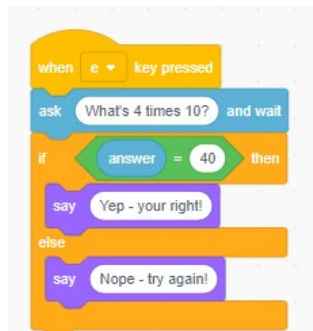 when e key pressed
ask What's 4 times 10? and wait
if answer = 40 then
say Yep - your right!
else
say Nope - try again!